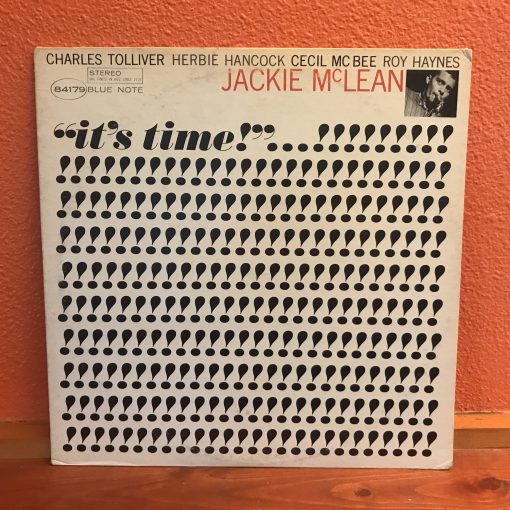 CHARLES TOLLIVER HERBIE HANCOCK CECIL MCBEE ROY HAYNES
STEREO
84179 BLUE NOTE
JACKIE McLEAN
“it's time!”....!!!!!!!!!
!!!!!!!!!!!!!!!!!!!!!!!!!!
!!!!!!!!!!!!!!!!!!!!!!!!!!
!!!!!!!!!!!!!!!!!!!!!!!!!!
!!!!!!!!!!!!!!!!!!!!!!!!!!
!!!!!!!!!!!!!!!!!!!!!!!!!!
!!!!!!!!!!!!!!!!!!!!!!!!!!
!!!!!!!!!!!!!!!!!!!!!!!!!!
!!!!!!!!!!!!!!!!!!!!!!!!!!
!!!!!!!!!!!!!!!!!!!!!!!!!!